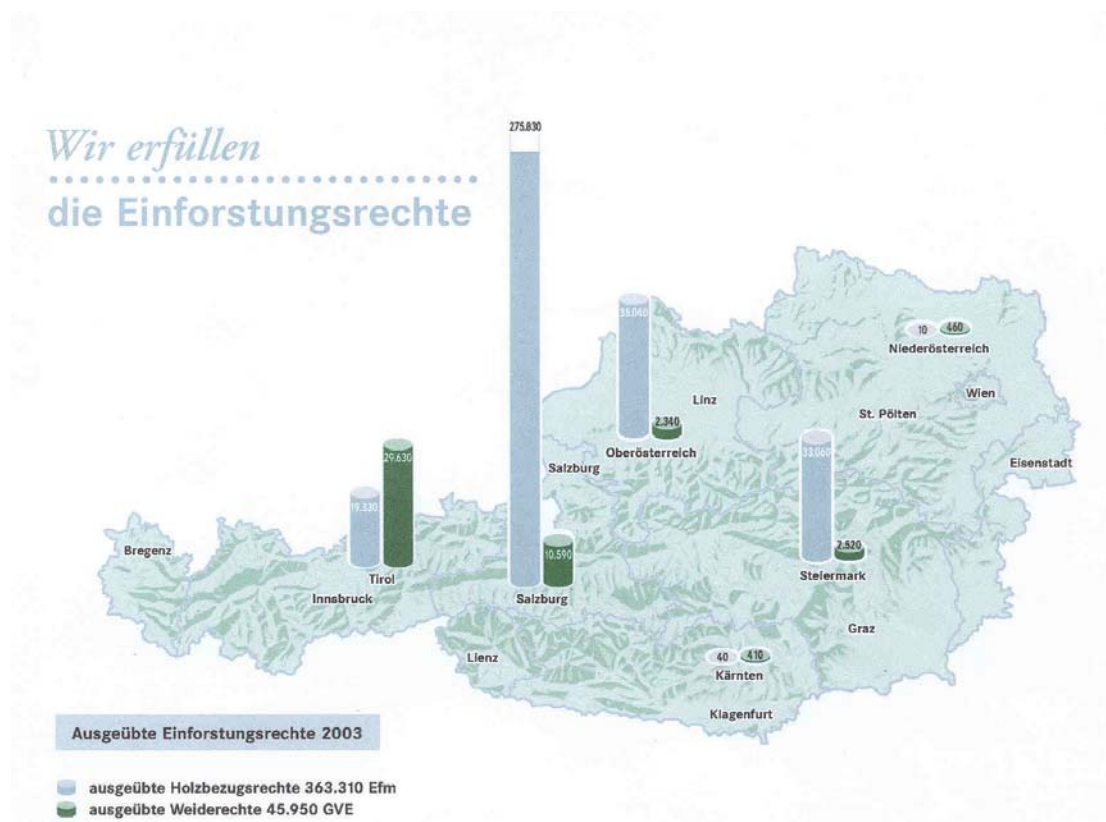 275.830
Wir erfüllen
die Einforstungsrechte
35.040
10
460
Niederösterreich
Wien
Linz
St. Pölten
2.340
Oberösterreich
Salzburg
Eisenstadt
29.630
33.060
19.330
10.590
2.520
Bregenz
Tirol
Steiermark
Innsbruck
Salzburg
Graz
Lienz
40
410
Kärnten
Klagenfurt
Ausgeübte Einforstungsrechte 2003
ausgeübte Holzbezugsrechte 363.310 Efm
ausgeübte Weiderechte 45.950 GVE